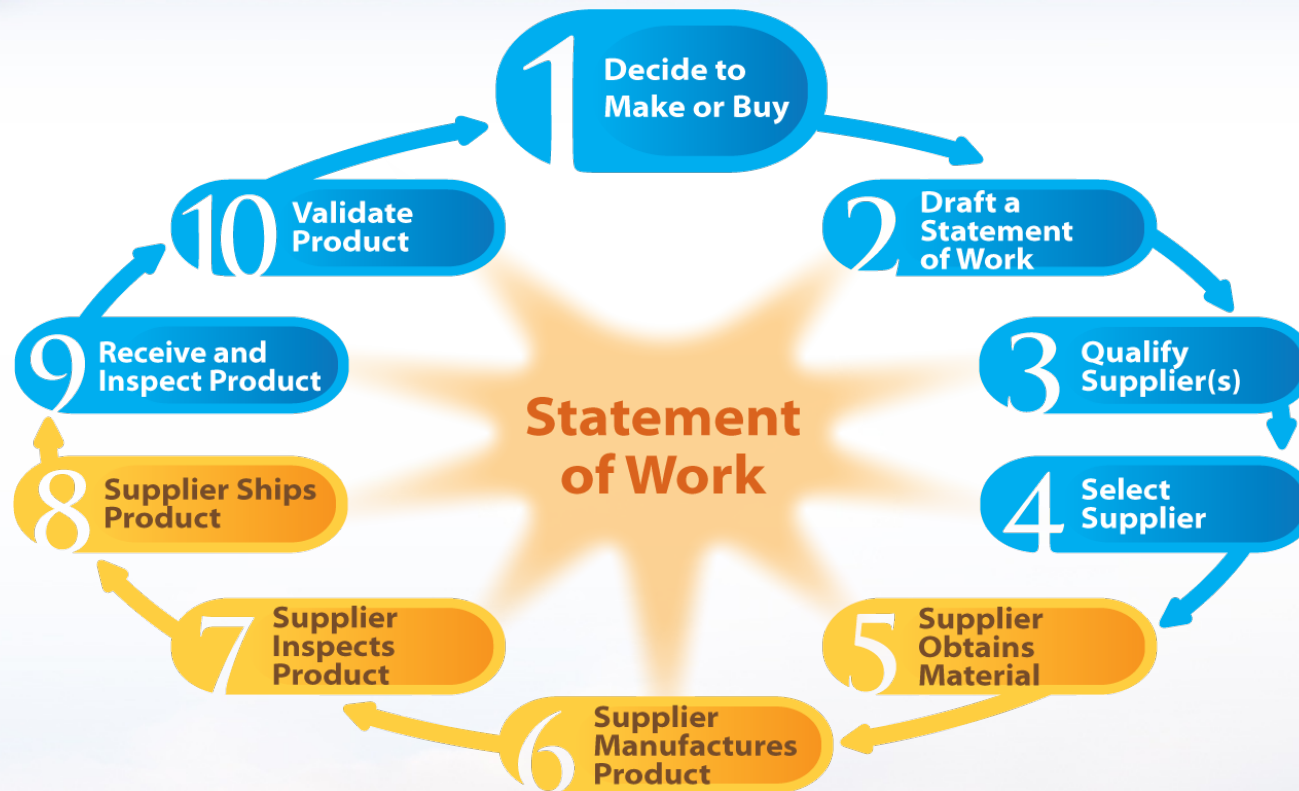 1
Decide to
Make or Buy
2
Draft a
Statement
of Work
3
Qualify
Supplier(s)
4
Select
Supplier
5
Supplier
Obtains
Material
6
Supplier
Manufactures
Product
7
Supplier
Inspects
Product
8
Supplier Ships
Product
9
Receive and
Inspect Product
10
Validate
Product
Statement
of Work